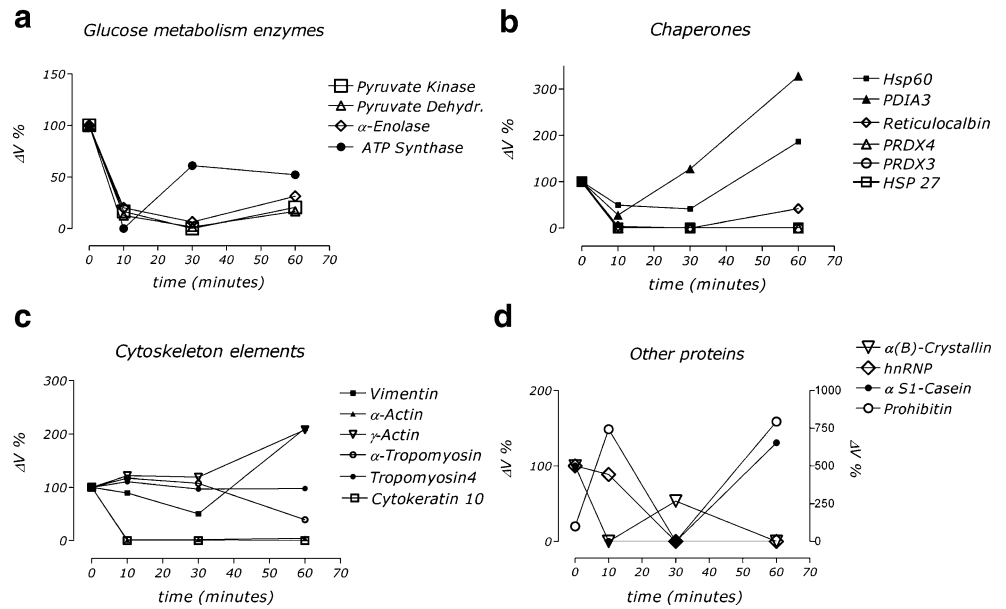 a
Glucose metabolism enzymes
150
100
50
0
ΔV %
0 10 20 30 40 50 60 70
time (minutes)
Pyruvate Kinase
Pyruvate Dehydr.
α-Enolase
ATP Synthase
b
Chaperones
300
200
100
0
ΔV %
0 10 20 30 40 50 60 70
time (minutes)
Hsp60
PDIA3
Reticulocalbin
PRDX4
PRDX3
HSP 27
c
Cytoskeleton elements
300
200
100
0
ΔV %
0 10 20 30 40 50 60 70
time (minutes)
Vimentin
α-Actin
γ-Actin
α-Tropomyosin
Tropomyosin4
Cytokeratin 10
d
Other proteins
200
100
0
ΔV %
1000
750
500
250
0
ΔV %
0 10 20 30 40 50 60 70
time (minutes)
α(B)-Crystallin
hnRNP
α S1-Casein
Prohibitin